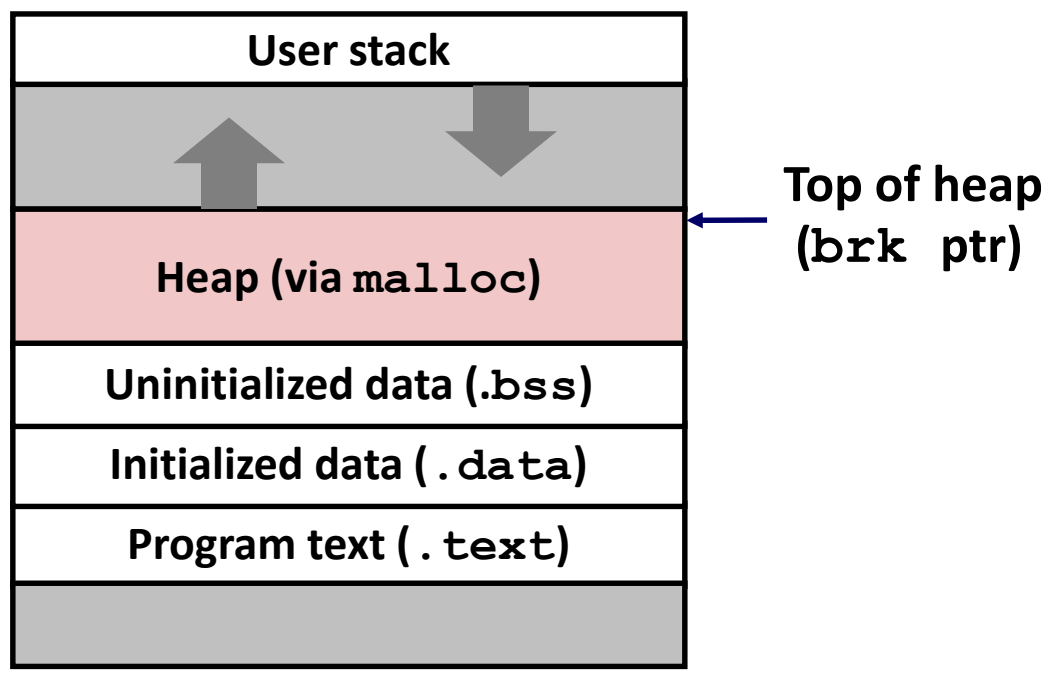 User stack
Top of heap
(brk ptr)
Heap (via malloc)
Uninitialized data (.bss)
Initialized data (.data)
Program text (.text)